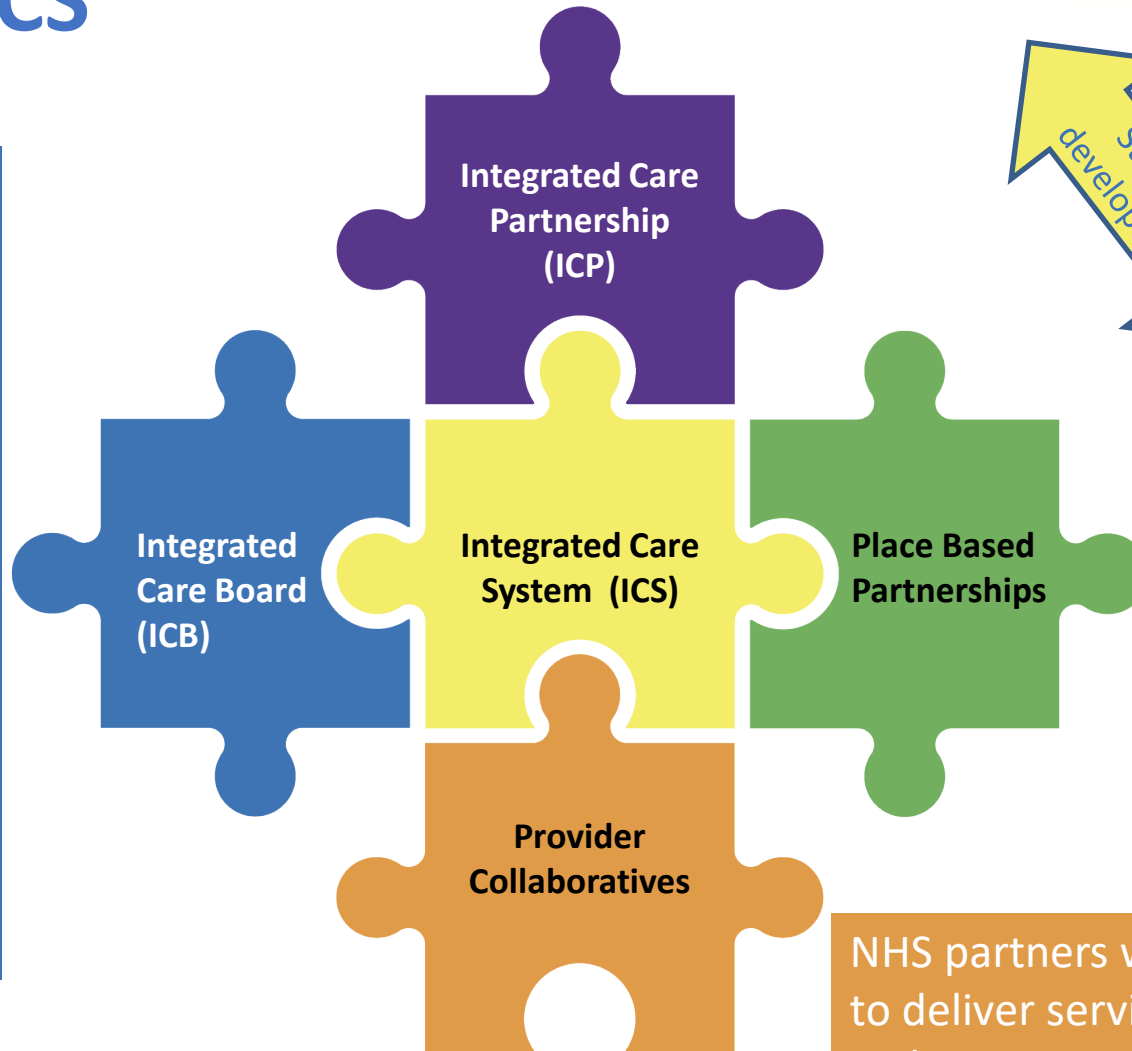 Integrated Care
Partnership
(ICP)
develop
Integrated
Care Board
(ICB)
Integrated Care
System (ICS)
Place Based
Partnerships
Provider
Collaboratives
NHS partners
to deliver